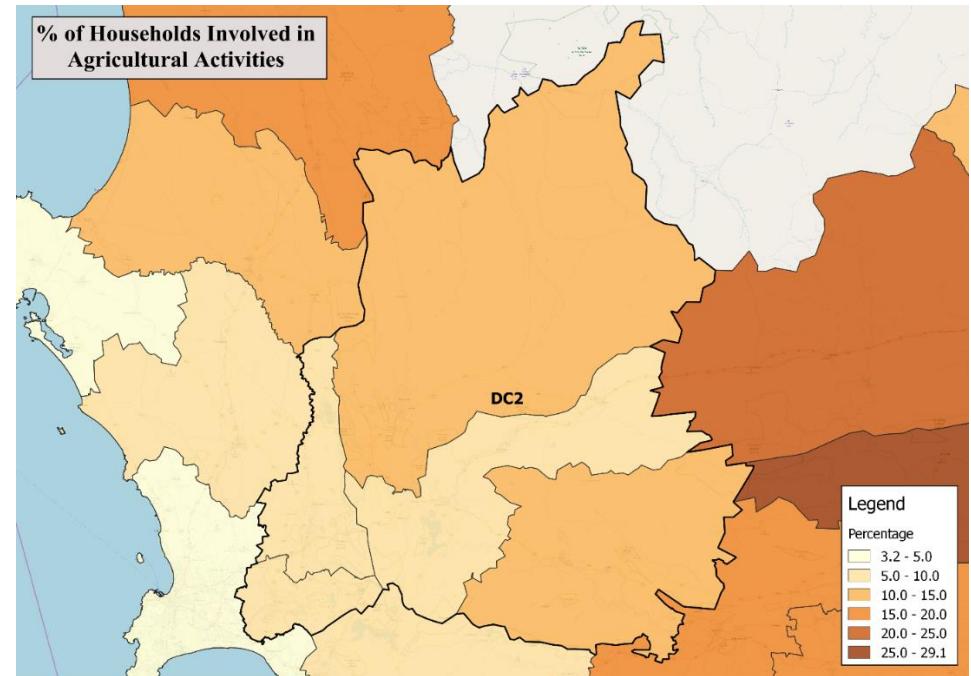 % of Households Involved in
Agricultural Activities
DC2
Legend
Percentage
3.2 - 5.0
5.0 - 10.0
10.0 - 15.0
15.0 - 20.0
20.0 - 25.0
25.0 - 29.1